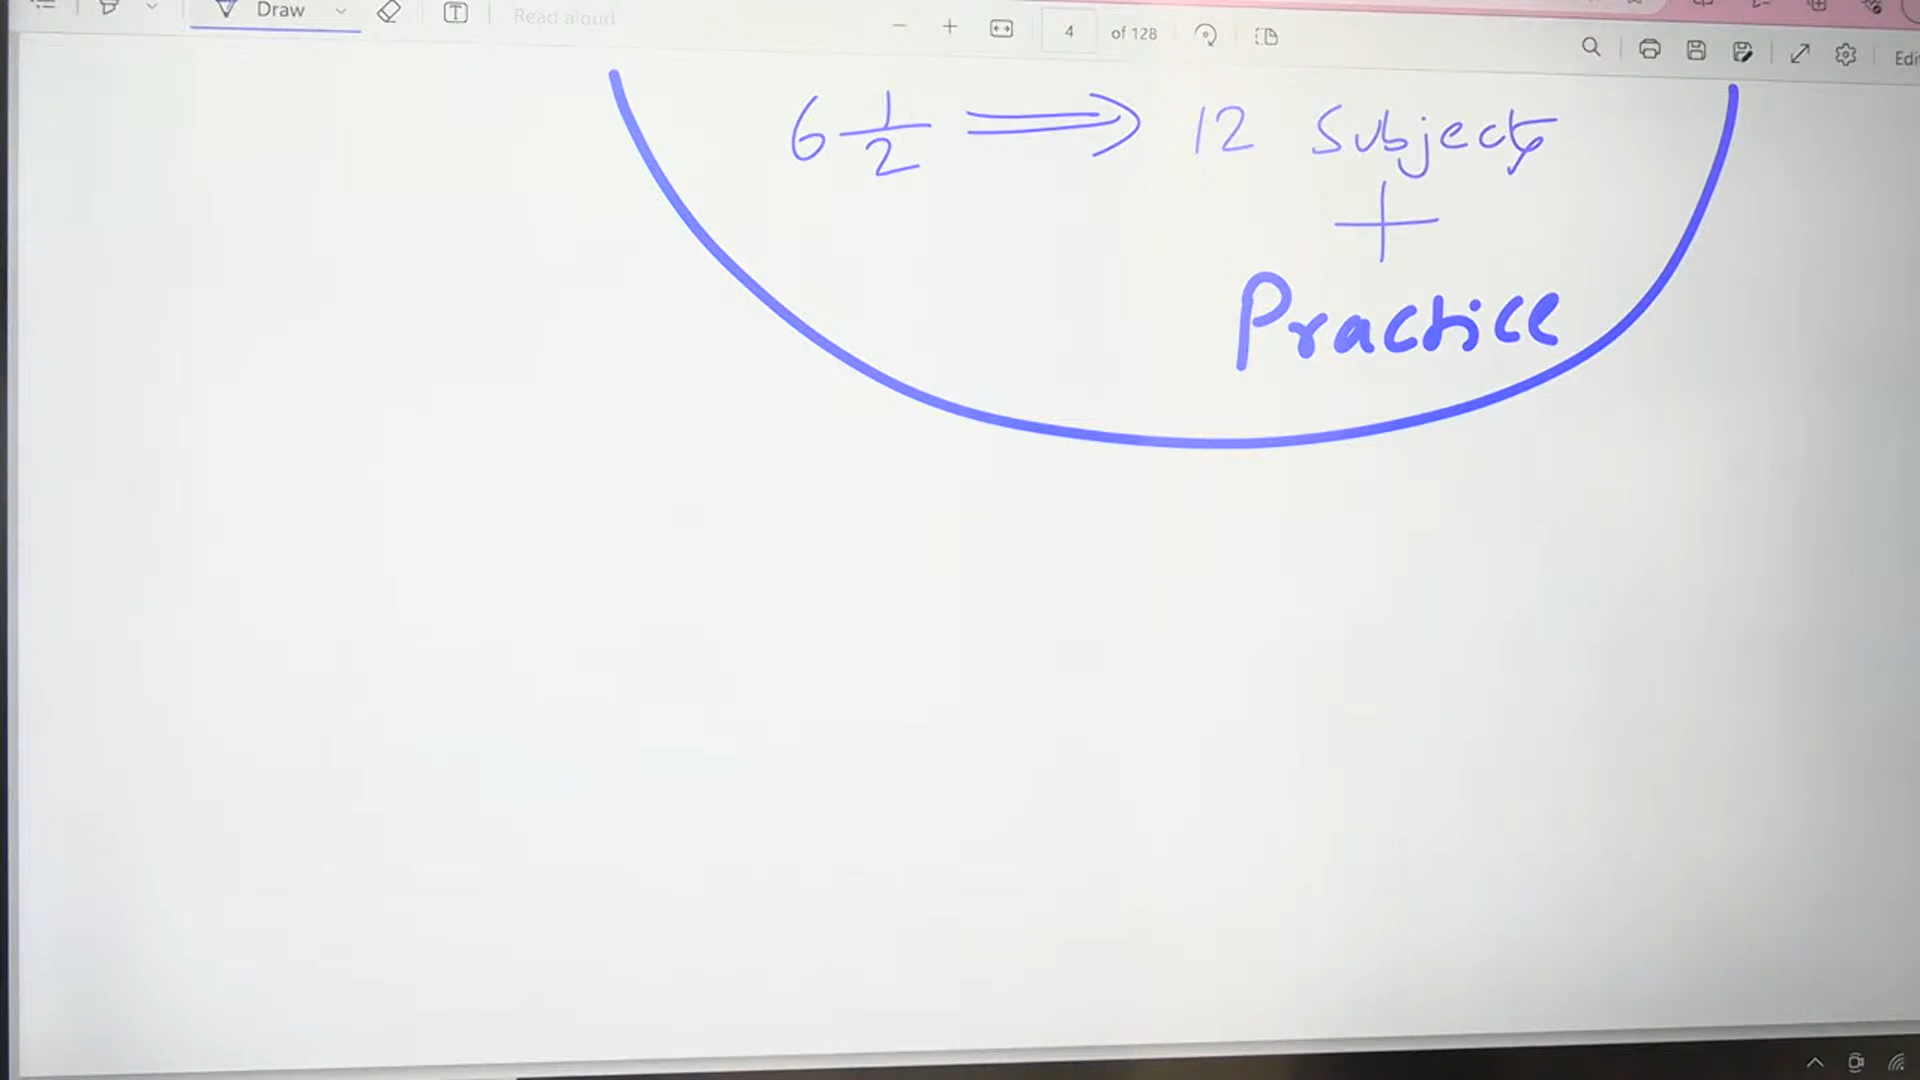 Draw
Read aloud
4 of 128
Edi
6 1/2 ⟹ 12 Subjects
+
Practice